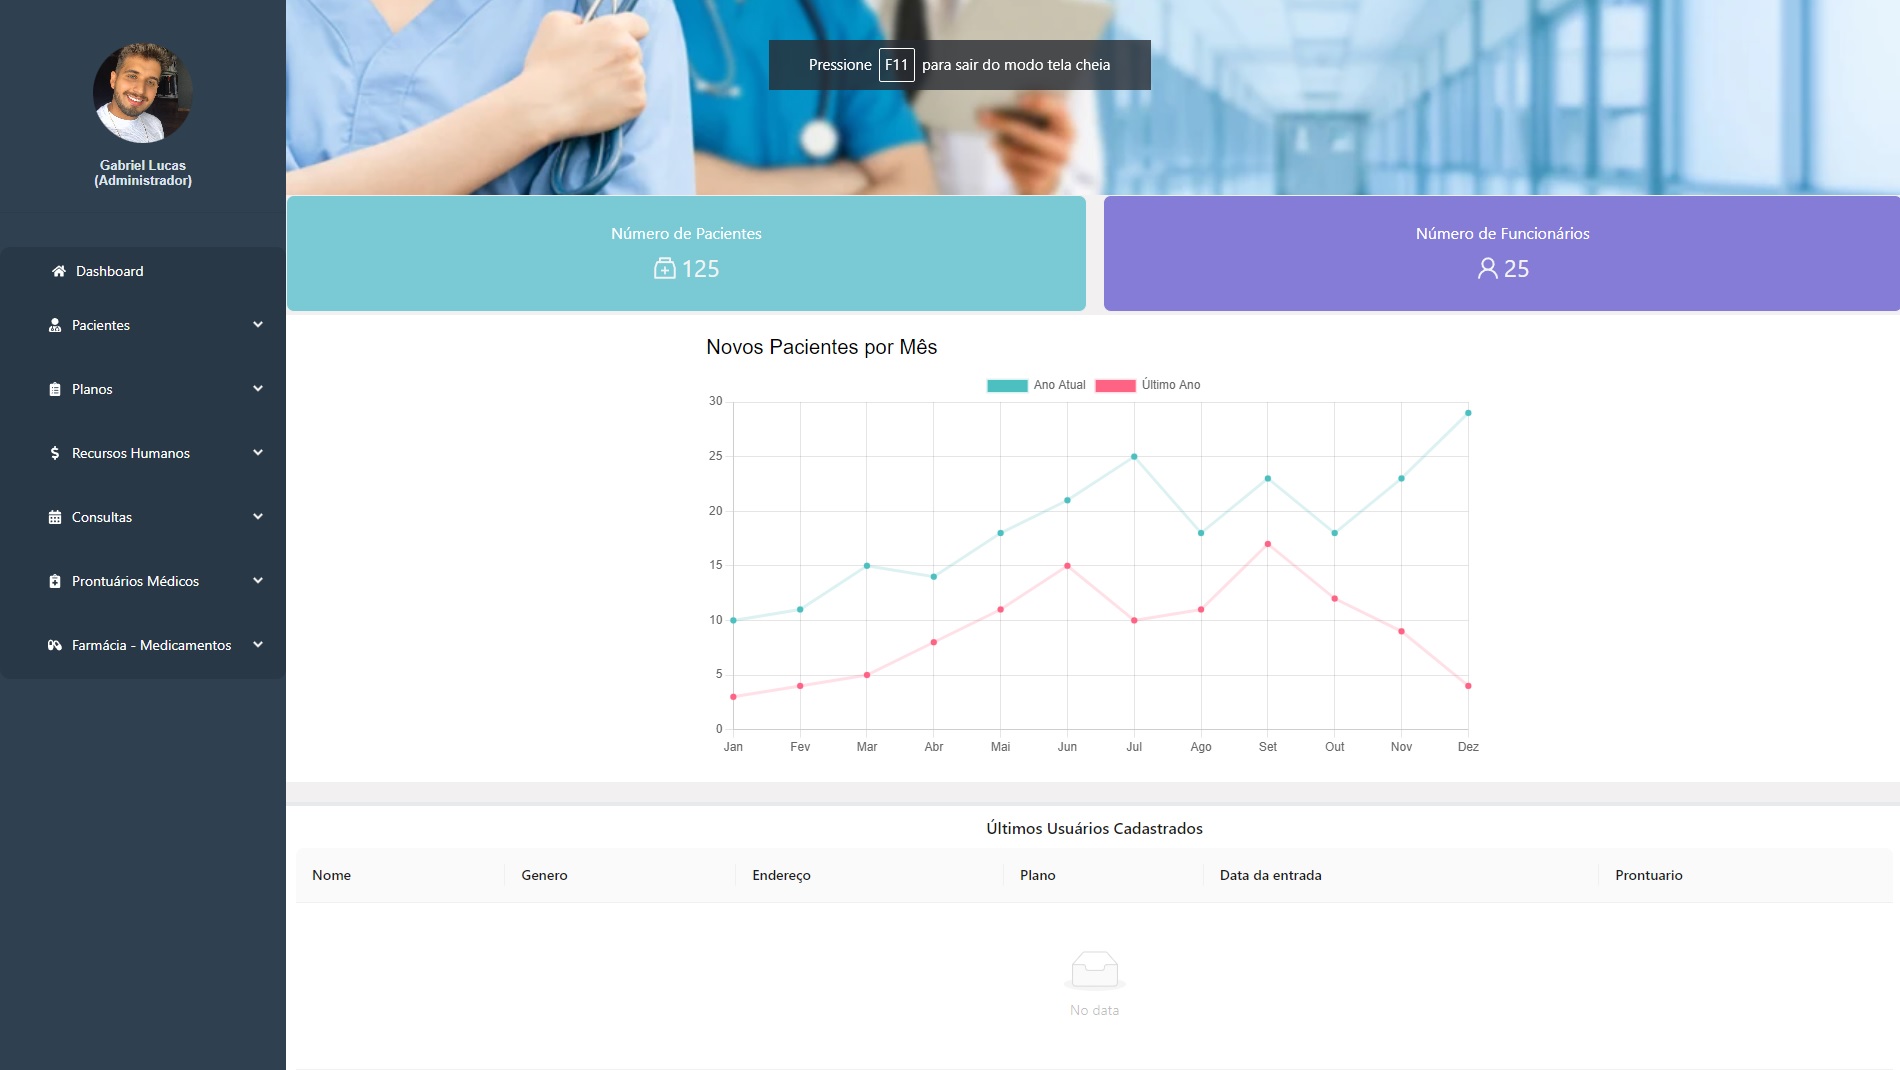 Pressione F11 para sair do modo tela cheia
Gabriel Lucas
(Administrador)
Dashboard
Pacientes
Planos
Recursos Humanos
Consultas
Prontuários Médicos
Farmácia - Medicamentos
Número de Pacientes
125
Número de Funcionários
25
Novos Pacientes por Mês
Ano Atual Último Ano
30
25
20
15
10
5
0
Jan Fev Mar Abr Mai Jun Jul Ago Set Out Nov Dez
Últimos Usuários Cadastrados
Nome Genero Endereço Plano Data da entrada Prontuario
No data